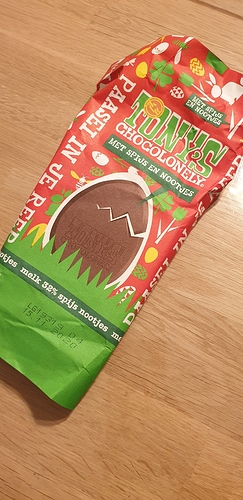 MET SPIJS
EN NOOTJES
TONY'S
CHOCOLONELY
MET SPIJS EN NOOTJES
PAASEI IN JE REEP
melk 32% spijs nootjes